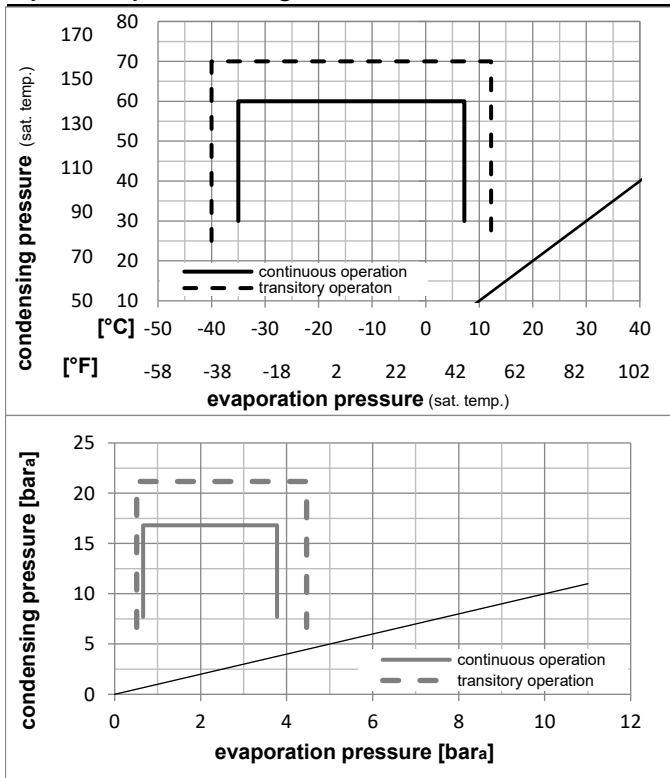 170 80
70
150 60
130 50
110 40
90 30
70 20
50 10
condensing pressure (sat. temp.)
continuous operation
transitory operaton
[°C] -50 -40 -30 -20 -10 0 10 20 30 40
[°F] -58 -38 -18 2 22 42 62 82 102
evaporation pressure (sat. temp.)
25
20
15
10
5
0
condensing pressure [bara]
continuous operation
transitory operation
0 2 4 6 8 10 12
evaporation pressure [bara]